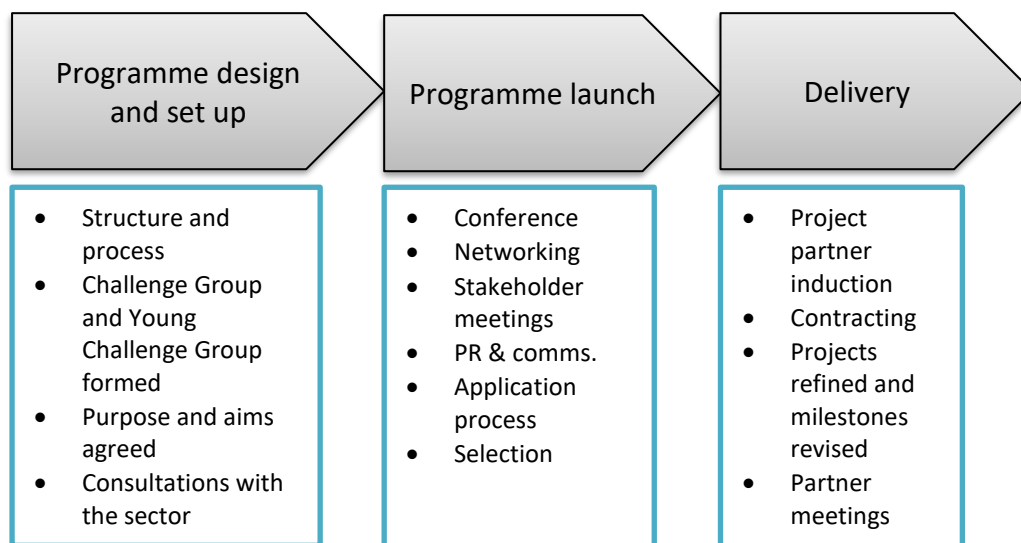 Programme design
and set up
Programme launch
Delivery
• Structure and
process
• Challenge Group
and Young
Challenge Group
formed
• Purpose and aims
agreed
• Consultations with
the sector
• Conference
• Networking
• Stakeholder
meetings
• PR & comms.
• Application
process
• Selection
• Project
partner
induction
• Contracting
• Projects
refined and
milestones
revised
• Partner
meetings